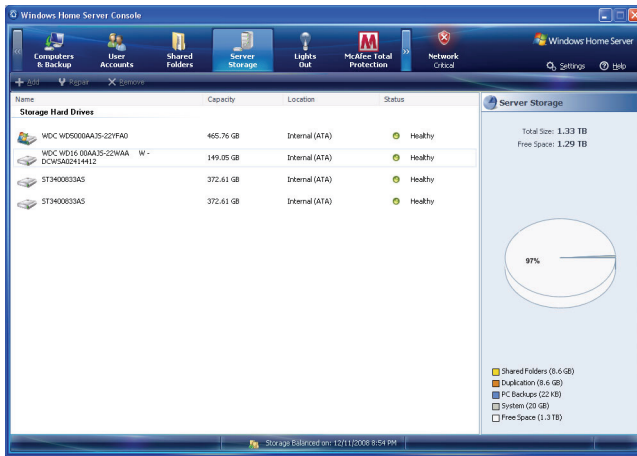 Windows Home Server Console
Computers & Backup
User Accounts
Shared Folders
Server Storage
Lights Out
McAfee Total Protection
Network Critical
Windows Home Server
Settings
Help
Add
Repair
Remove
Name Capacity Location Status
Storage Hard Drives
WDC WD5000AAJS-22YFA0 465.76 GB Internal (ATA) Healthy
WDC WD16 00AAJS-22WAA W - DCWSA02414412 149.05 GB Internal (ATA) Healthy
ST3400833AS 372.61 GB Internal (ATA) Healthy
ST3400833AS 372.61 GB Internal (ATA) Healthy
Server Storage
Total Size: 1.33 TB
Free Space: 1.29 TB
97%
Shared Folders (8.6 GB)
Duplication (8.6 GB)
PC Backups (22 KB)
System (20 GB)
Free Space (1.3 TB)
Storage Balanced on: 12/11/2008 8:54 PM